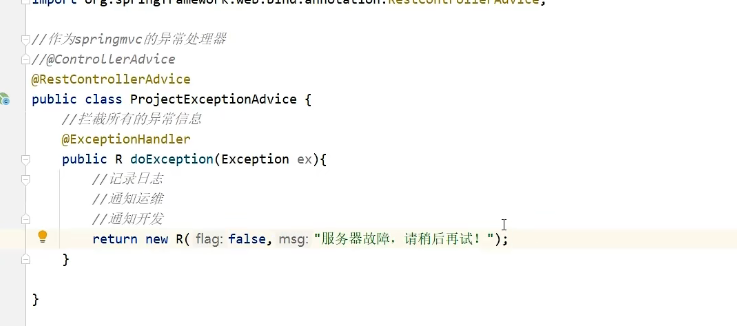 import org.springframework.web.bind.annotation.RestControllerAdvice;
//作为springmvc的异常处理器
//@ControllerAdvice
@RestControllerAdvice
public class ProjectExceptionAdvice {
//拦截所有的异常信息
@ExceptionHandler
public R doException(Exception ex){
//记录日志
//通知运维
//通知开发
return new R( flag: false, msg: "服务器故障，请稍后再试！");
}
}